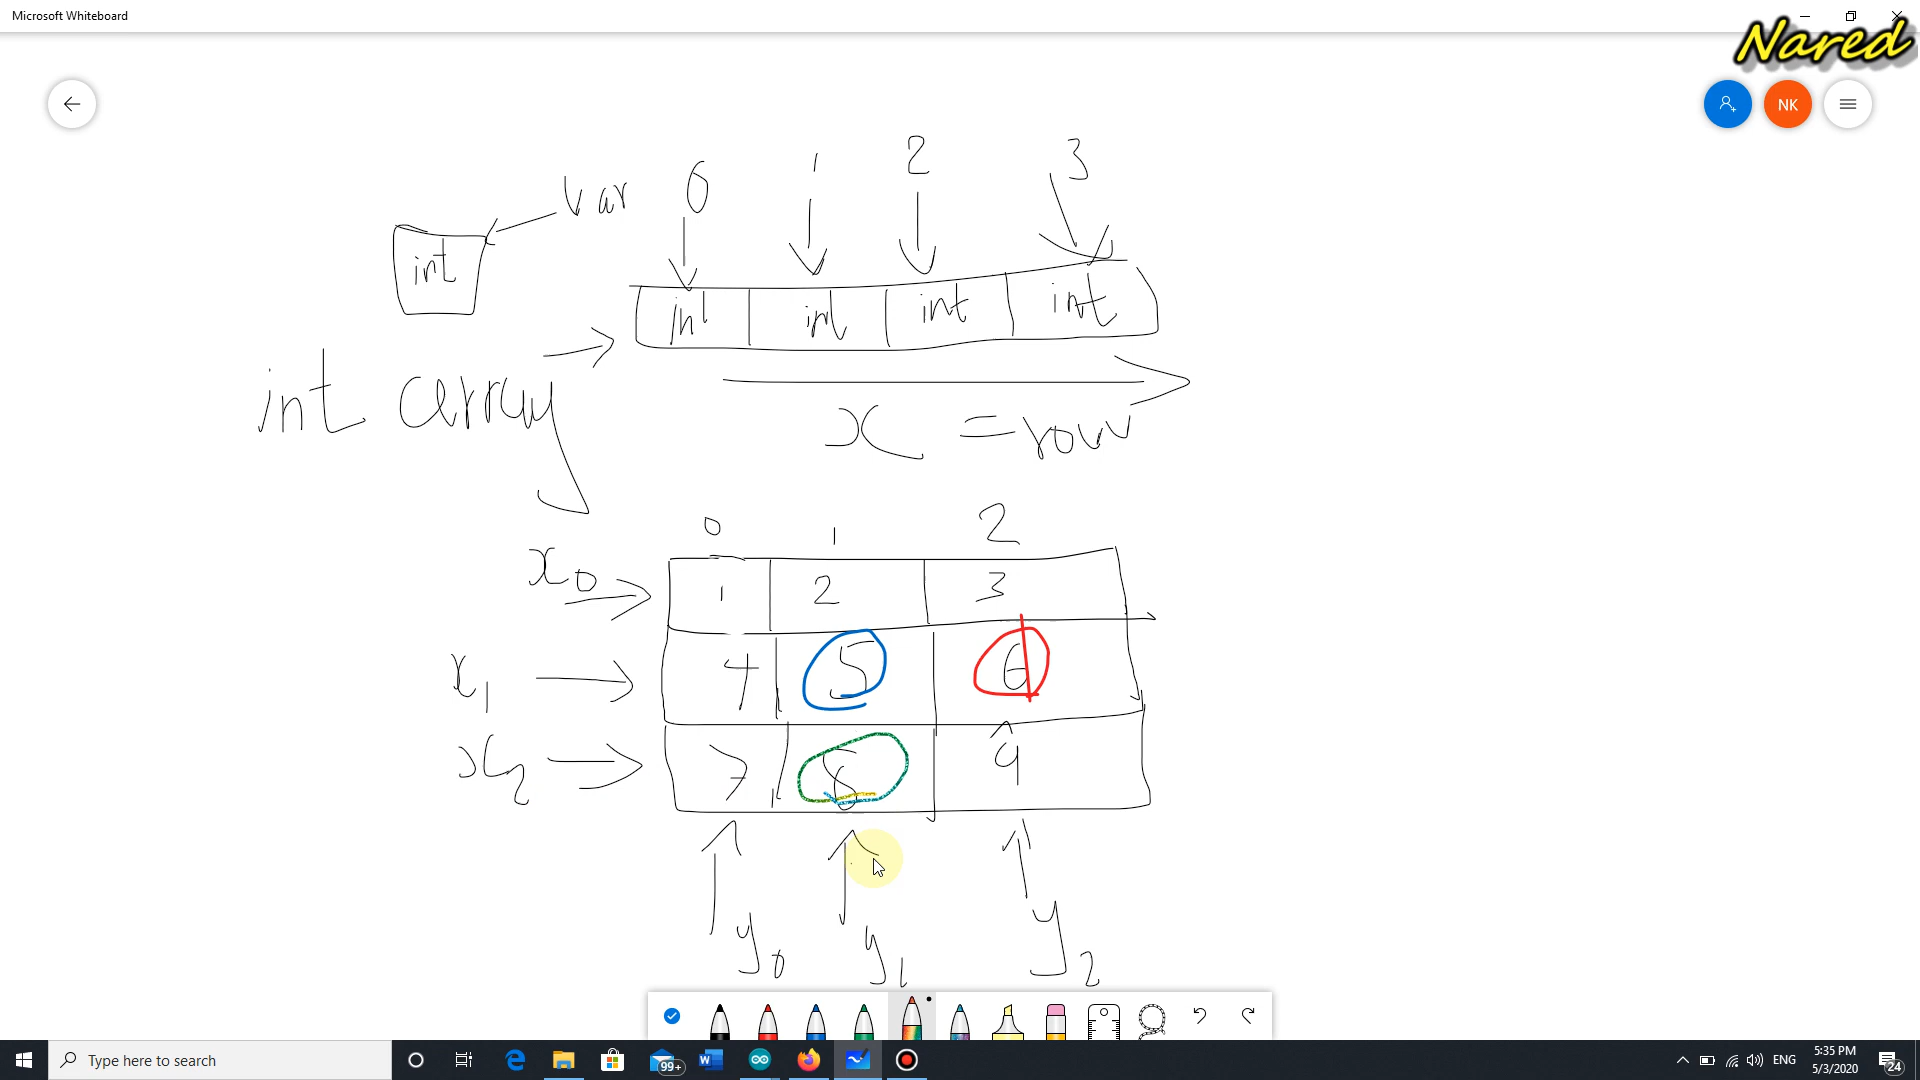 Microsoft Whiteboard
Nared
NK
var 0 1 2 3
int
int int int int
int array
x = row
0 1 2
x0 1 2 3
x1 4 5 6
x2 7 8 9
y0 y1 y2
Type here to search
99+
ENG
5:35 PM
5/3/2020
24